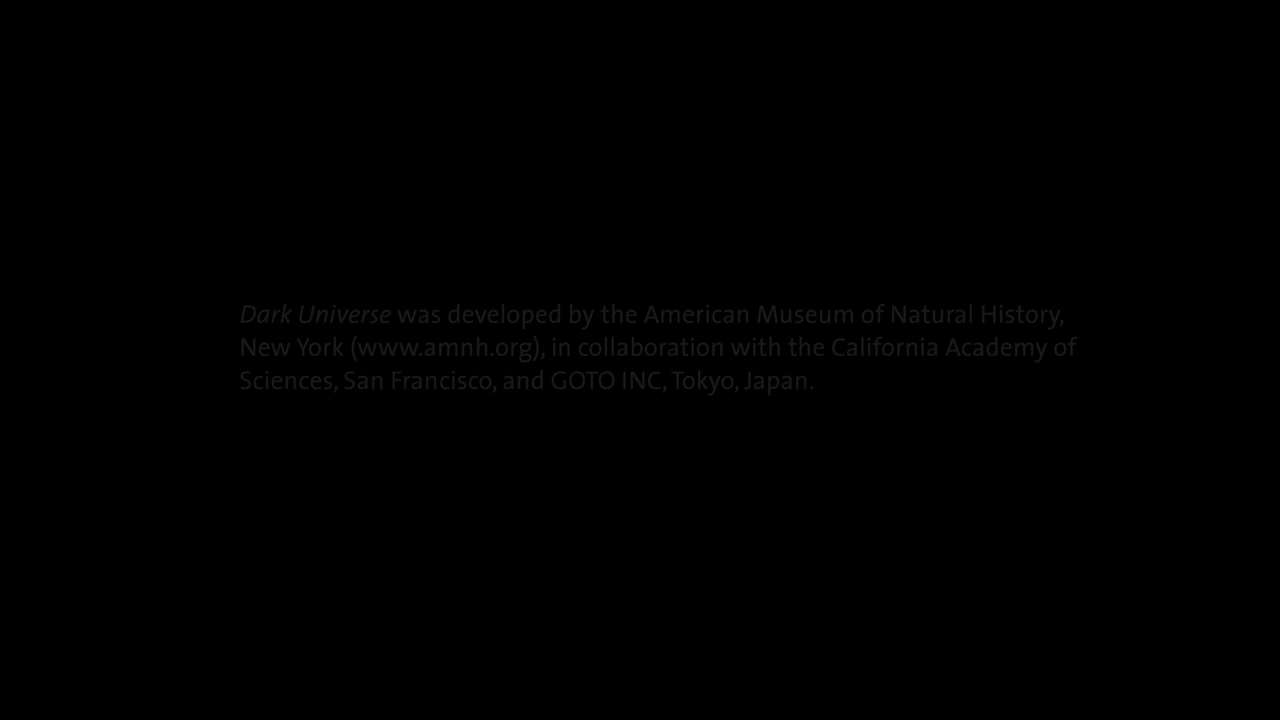 Dark Universe was developed by the American Museum of Natural History,
New York (www.amnh.org), in collaboration with the California Academy of
Sciences, San Francisco, and GOTO INC, Tokyo, Japan.